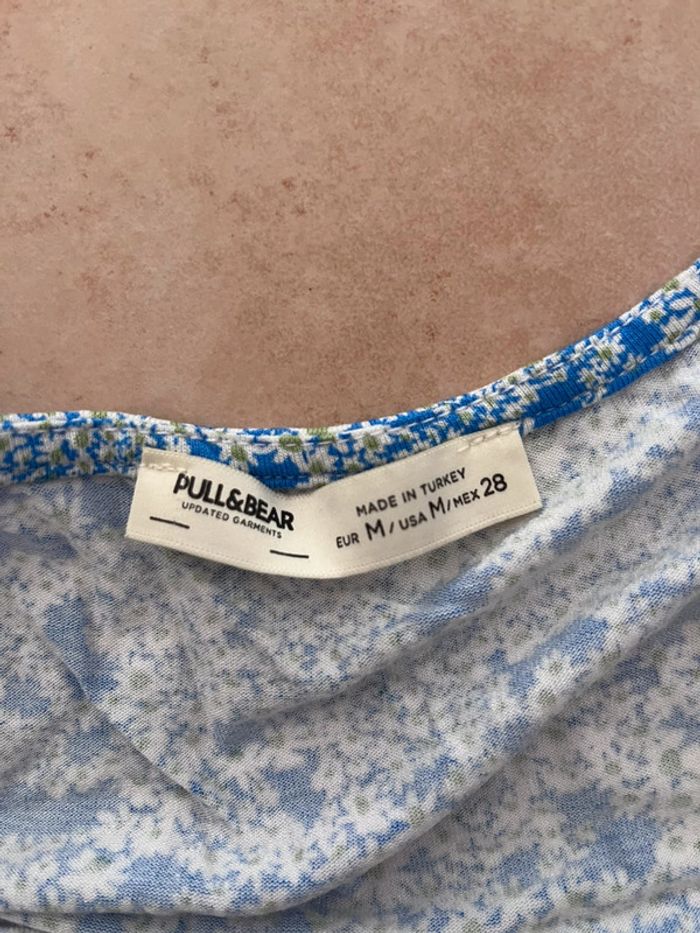 PULL&BEAR
UPDATED GARMENTS
MADE IN TURKEY
EUR M / USA M / MEX 28